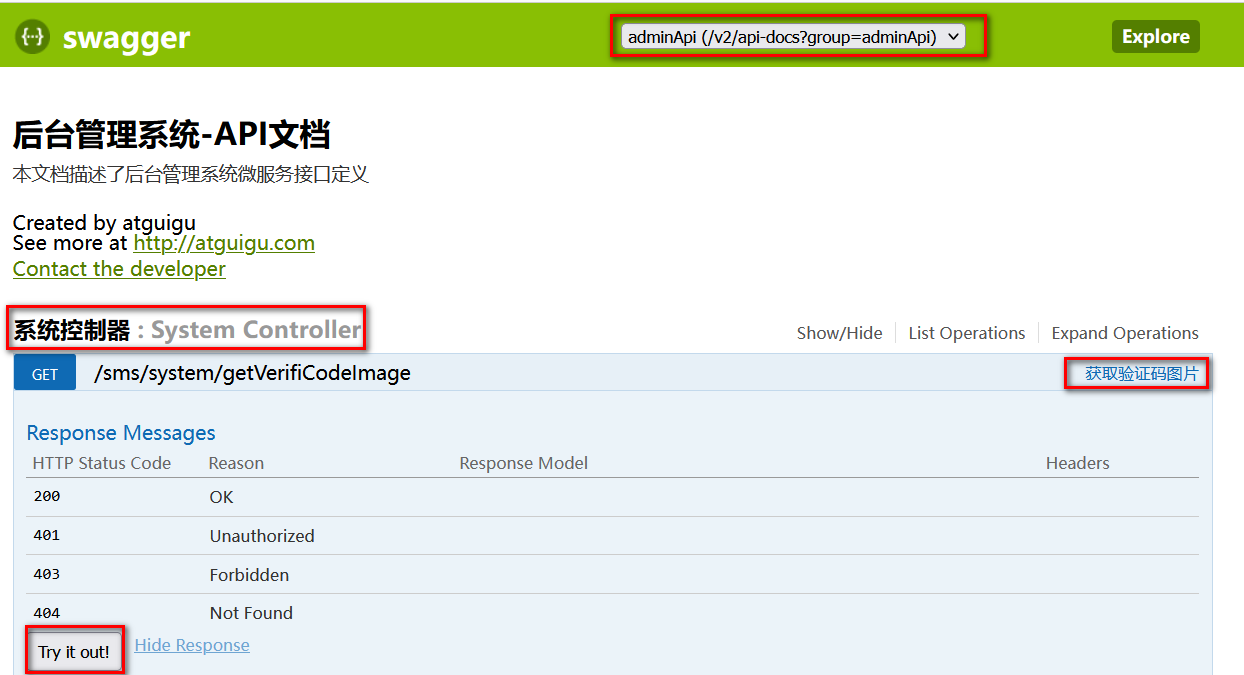 {···} swagger
adminApi (/v2/api-docs?group=adminApi)
Explore
后台管理系统-API文档
本文档描述了后台管理系统微服务接口定义
Created by atguigu
See more at http://atguigu.com
Contact the developer
系统控制器 : System Controller
Show/Hide
List Operations
Expand Operations
GET /sms/system/getVerifiCodeImage
获取验证码图片
Response Messages
HTTP Status Code Reason Response Model Headers
200 OK
401 Unauthorized
403 Forbidden
404 Not Found
Try it out! Hide Response